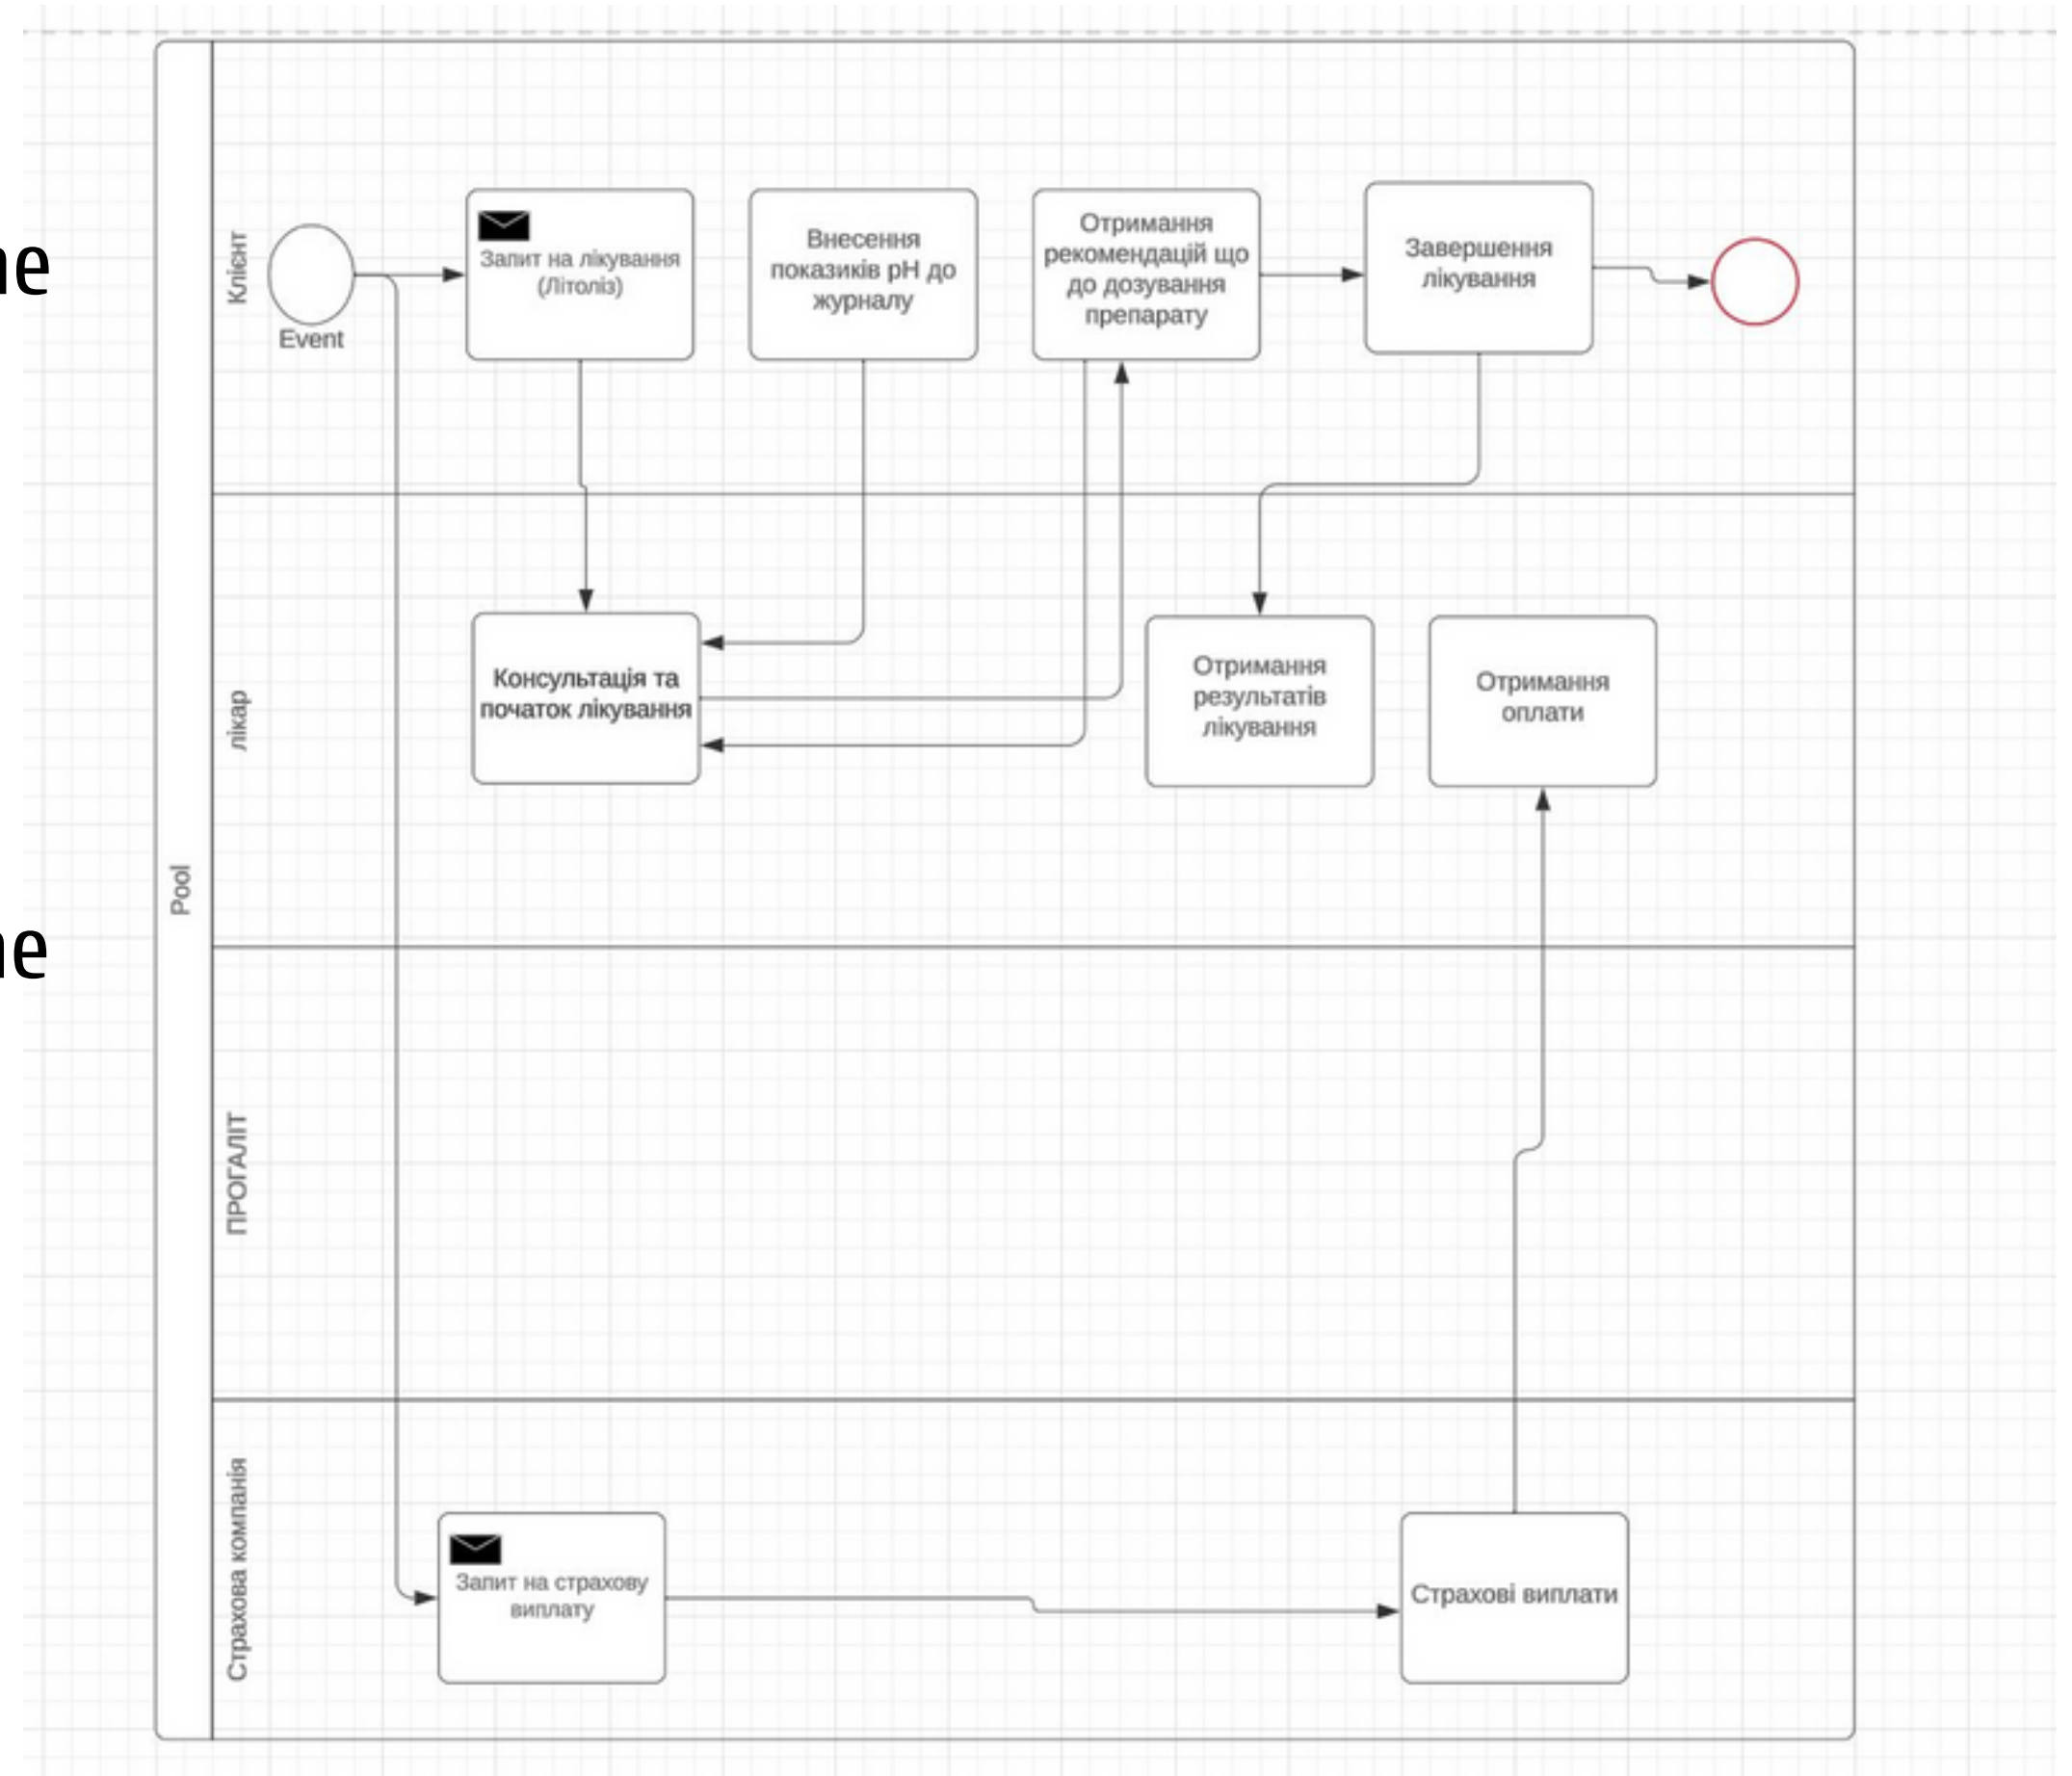 ne
ne
Pool
Клієнт
Event
Запит на лікування
(Літоліз)
Внесення
показиків pH до
журналу
Отримання
рекомендацій що
до дозування
препарату
Завершення
лікування
лікар
Консультація та
початок лікування
Отримання
результатів
лікування
Отримання
оплати
ПРОГАЛІТ
Страхова компанія
Запит на страхову
виплату
Страхові виплати